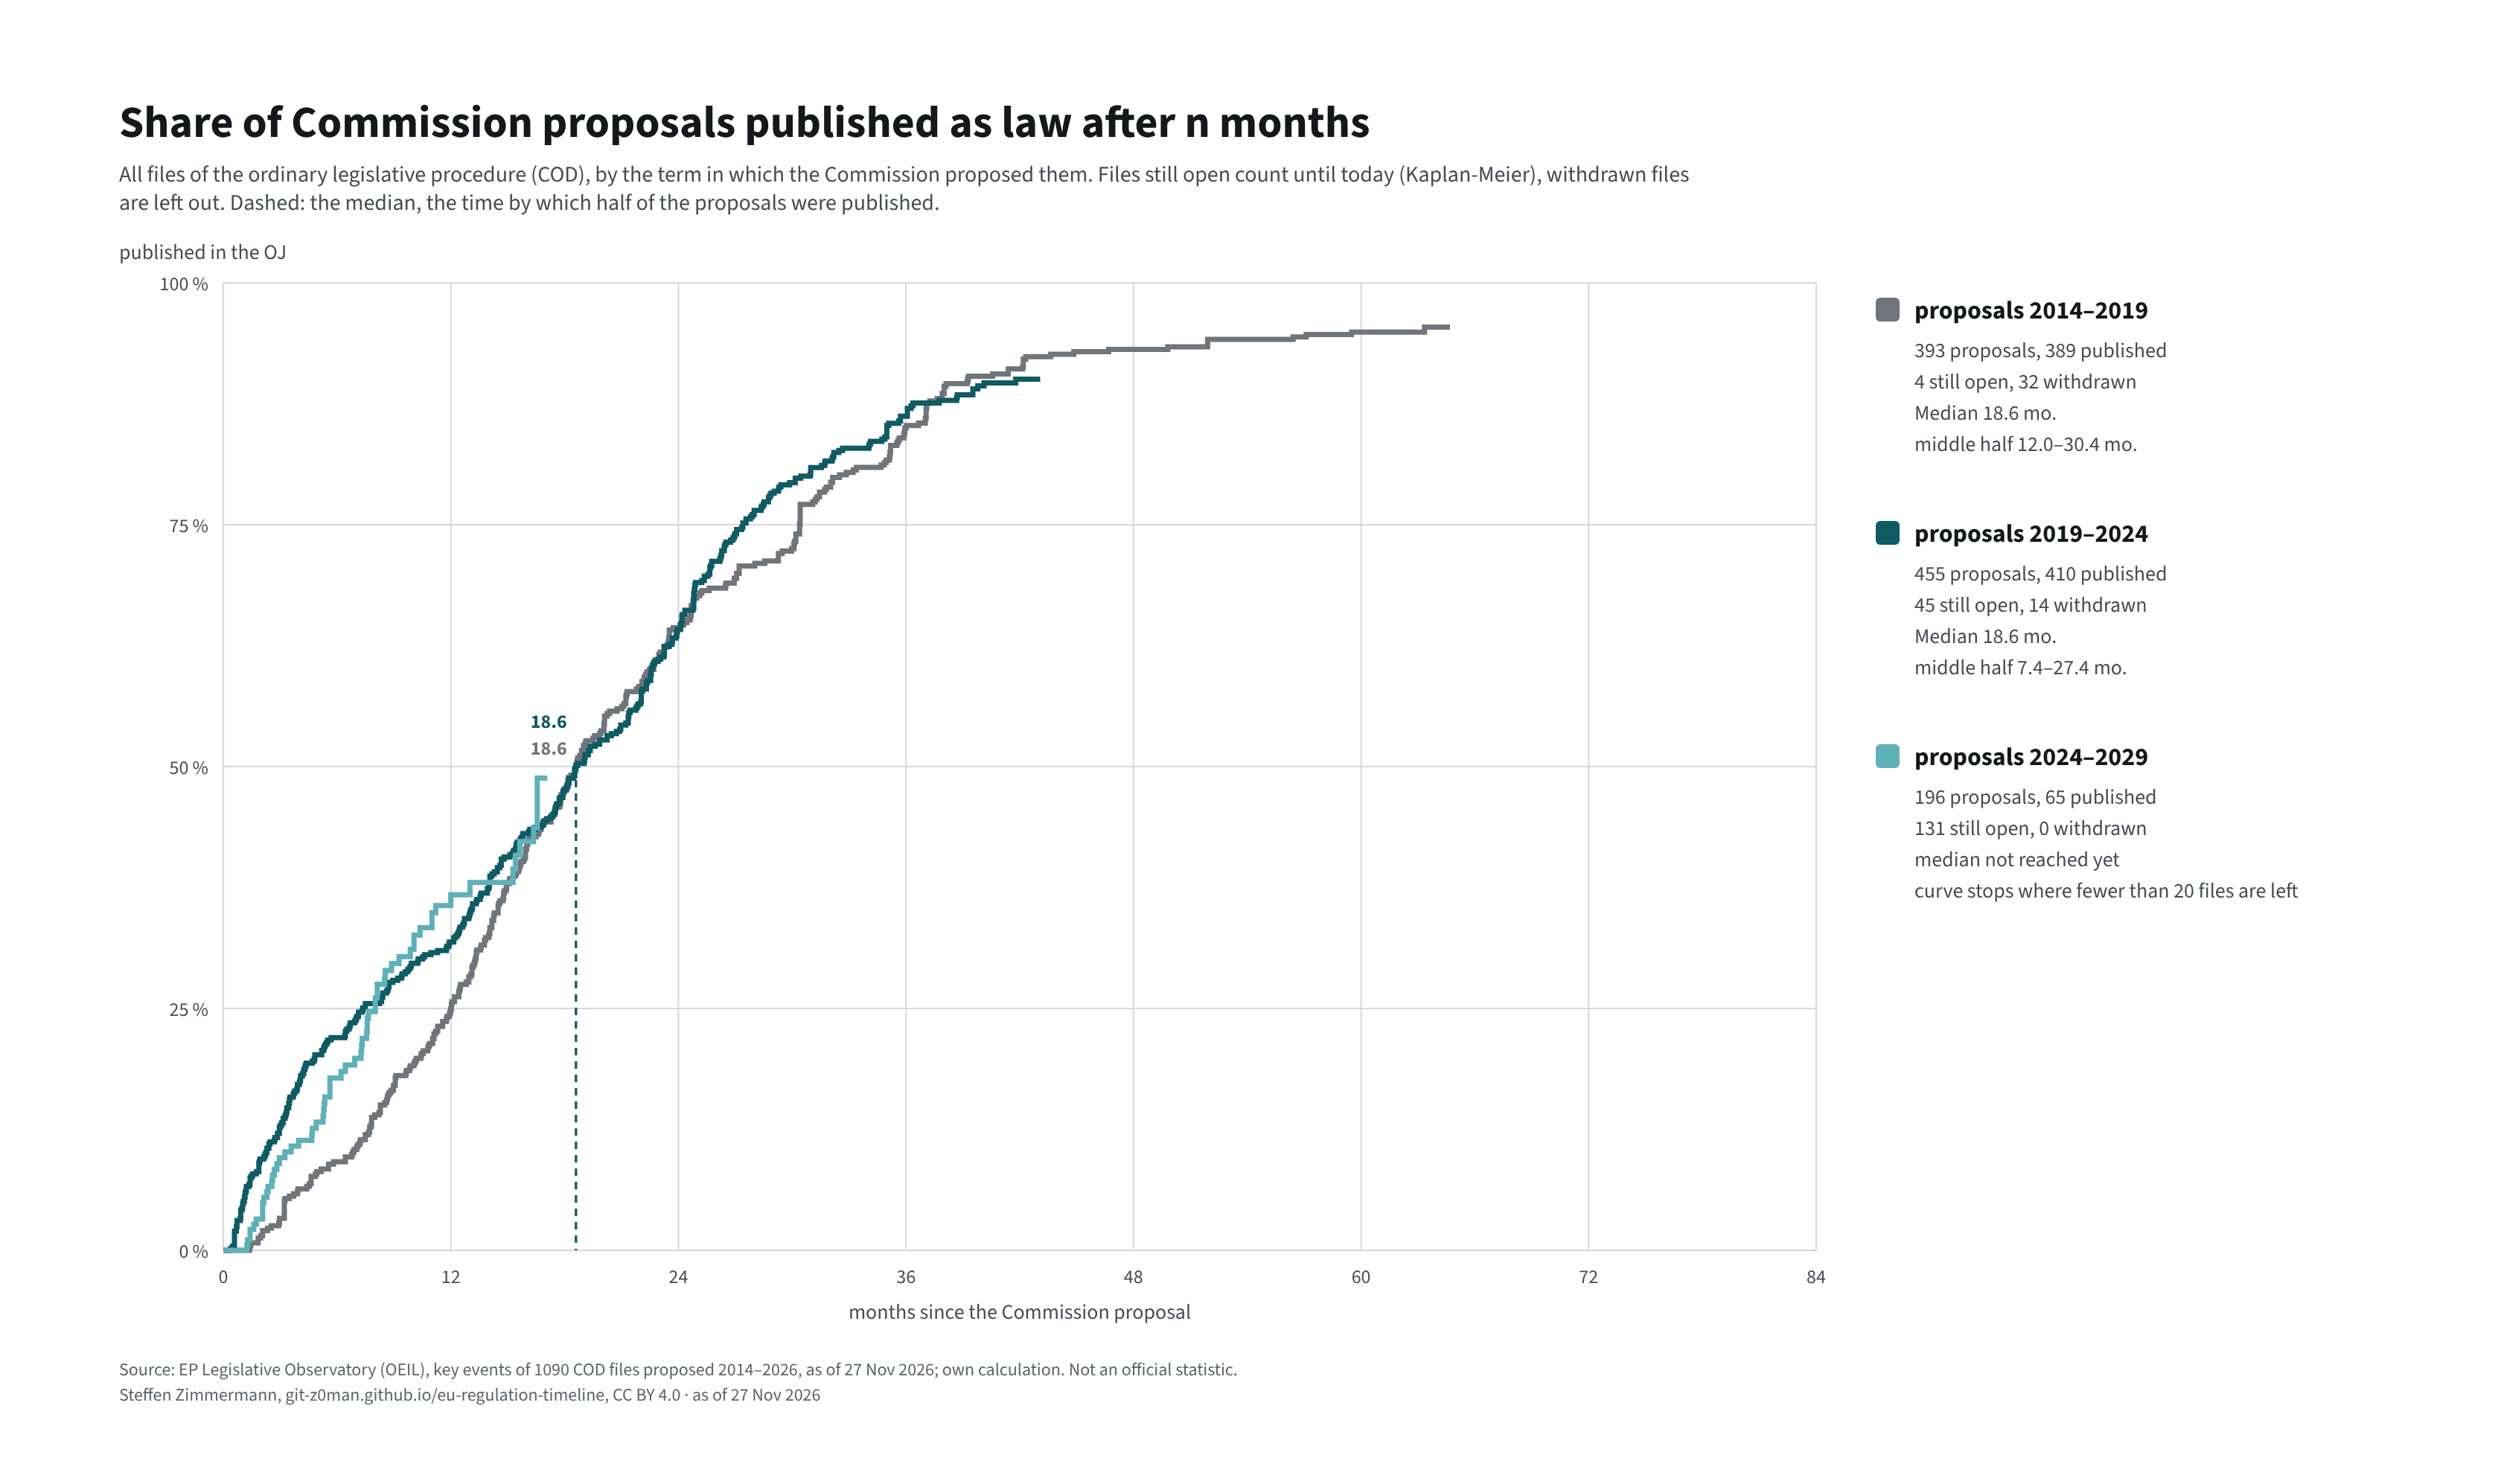 Share of Commission proposals published as law after n months
All files of the ordinary legislative procedure (COD), by the term in which the Commission proposed them. Files still open count until today (Kaplan-Meier), withdrawn files
are left out. Dashed: the median, the time by which half of the proposals were published.
published in the OJ
100 %
75 %
50 %
25 %
0 %
18.6
18.6
0 12 24 36 48 60 72 84
months since the Commission proposal
proposals 2014–2019
393 proposals, 389 published
4 still open, 32 withdrawn
Median 18.6 mo.
middle half 12.0–30.4 mo.
proposals 2019–2024
455 proposals, 410 published
45 still open, 14 withdrawn
Median 18.6 mo.
middle half 7.4–27.4 mo.
proposals 2024–2029
196 proposals, 65 published
131 still open, 0 withdrawn
median not reached yet
curve stops where fewer than 20 files are left
Source: EP Legislative Observatory (OEIL), key events of 1090 COD files proposed 2014–2026, as of 27 Nov 2026; own calculation. Not an official statistic.
Steffen Zimmermann, git-z0man.github.io/eu-regulation-timeline, CC BY 4.0 · as of 27 Nov 2026